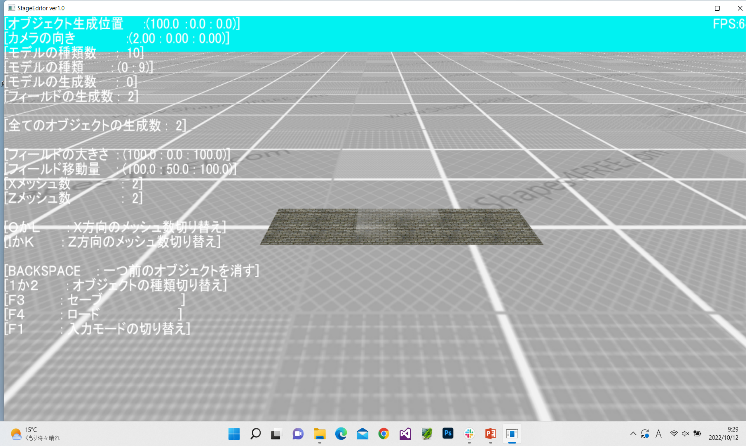 StageEditor ver1.0
[オブジェクト生成位置 :(100.0 : 0.0 : 0.0)]
FPS:6
[カメラの向き :(2.00 : 0.00 : 0.00)]
[モデルの種類数 : 10]
[モデルの種類 : (0 : 9)]
[モデルの生成数 : 0]
[フィールドの生成数 : 2]
[全てのオブジェクトの生成数 : 2]
[フィールドの大きさ :(100.0 : 0.0 : 100.0)]
[フィールド移動量 :(100.0 : 50.0 : 100.0)]
[Xメッシュ数 : 2]
[Zメッシュ数 : 2]
[OかL :X方向のメッシュ数切り替え]
[IかK :Z方向のメッシュ数切り替え]
[BACKSPACE :一つ前のオブジェクトを消す]
[1か2 :オブジェクトの種類切り替え]
[F3 :セーブ ]
[F4 :ロード ]
[F1 :入力モードの切り替え]
15°C
A
9:29
2022/10/12